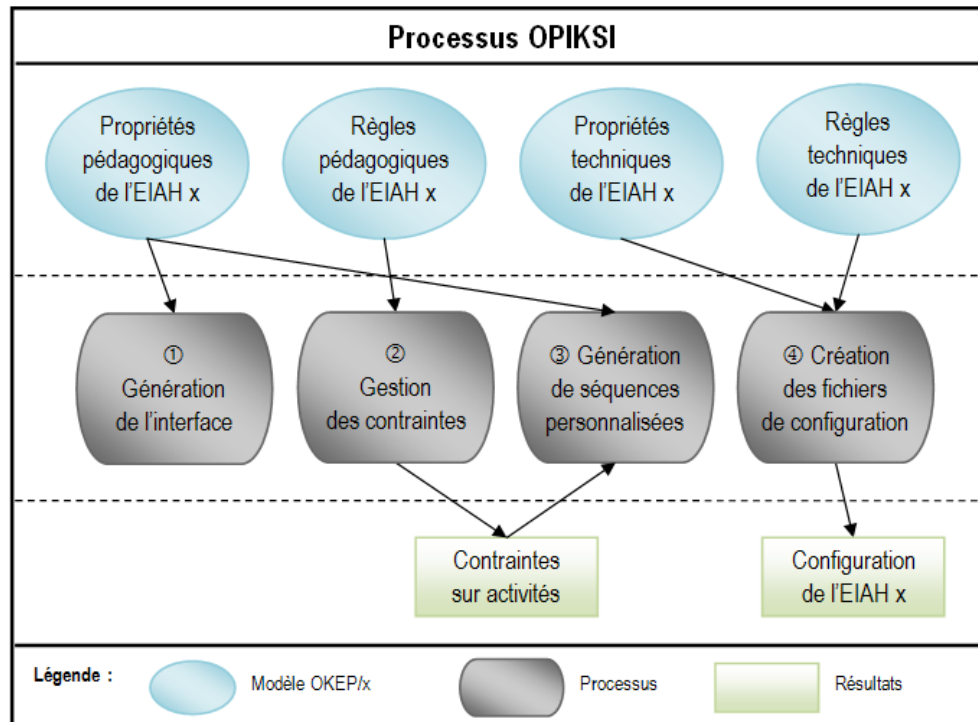 Processus OPIKSI
Propriétés
pédagogiques
de l'EIAH x
Règles
pédagogiques
de l'EIAH x
Propriétés
techniques
de l'EIAH x
Règles
techniques
de l'EIAH x
①
Génération
de l'interface
②
Gestion
des contraintes
③ Génération
de séquences
personnalisées
④ Création
des fichiers
de configuration
Contraintes
sur activités
Configuration
de l'EIAH x
Légende :
Modèle OKEP/x
Processus
Résultats